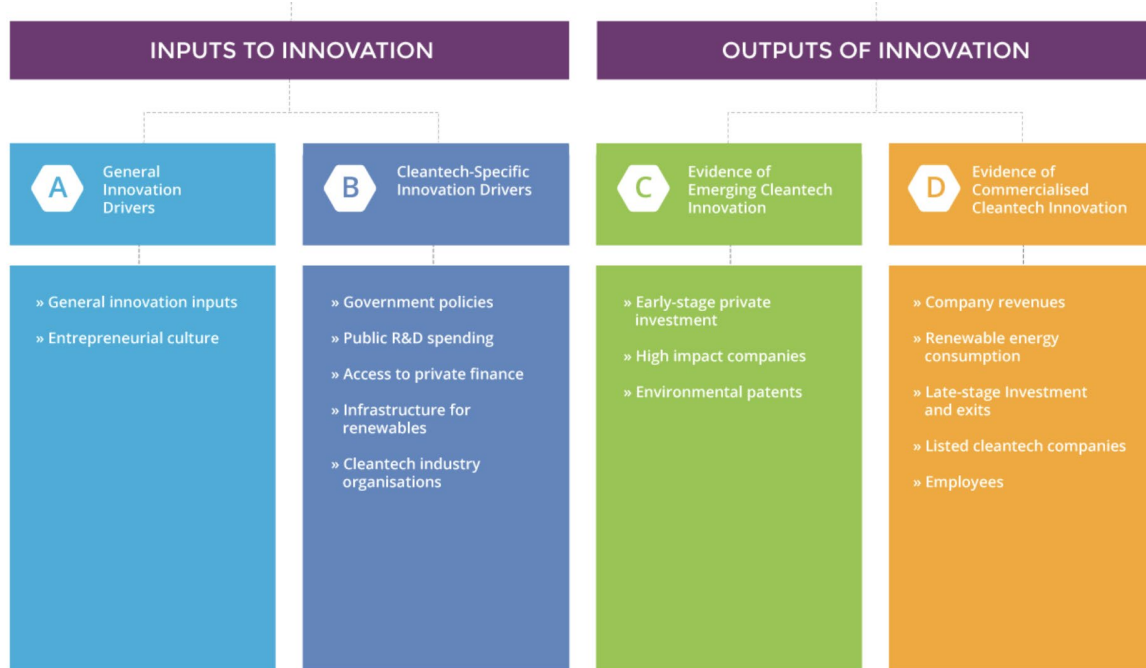 INPUTS TO INNOVATION
OUTPUTS OF INNOVATION
A
General
Innovation
Drivers
B
Cleantech-Specific
Innovation Drivers
C
Evidence of
Emerging Cleantech
Innovation
D
Evidence of
Commercialised
Cleantech Innovation
» General innovation inputs
» Entrepreneurial culture
» Government policies
» Public R&D spending
» Access to private finance
» Infrastructure for
renewables
» Cleantech industry
organisations
» Early-stage private
investment
» High impact companies
» Environmental patents
» Company revenues
» Renewable energy
consumption
» Late-stage Investment
and exits
» Listed cleantech companies
» Employees